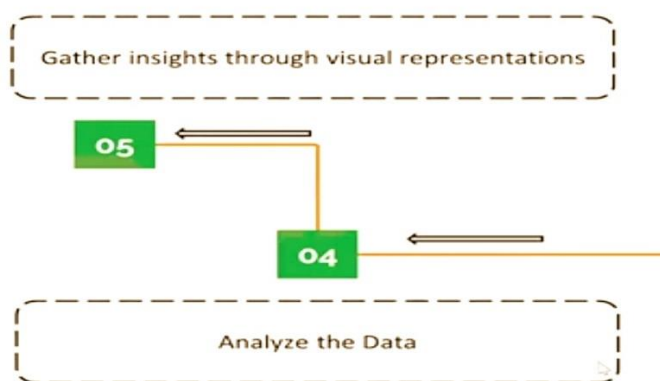 Gather insights through visual representations
05
04
Analyze the Data